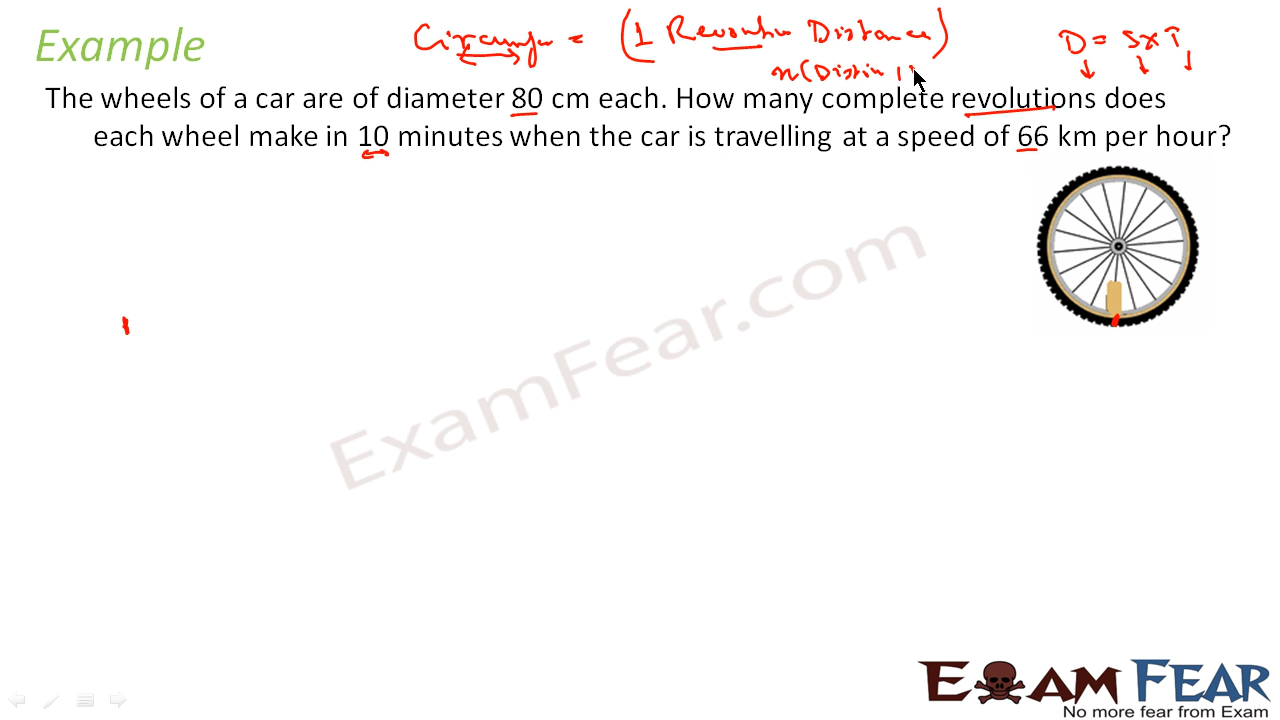 Example
= (1 Distance)
D = S x T
n(Distin 1
The wheels of a car are of diameter 80 cm each. How many complete revolutions does
each wheel make in 10 minutes when the car is travelling at a speed of 66 km per hour?
ExamFear.com
EXAM FEAR
No more fear from Exam